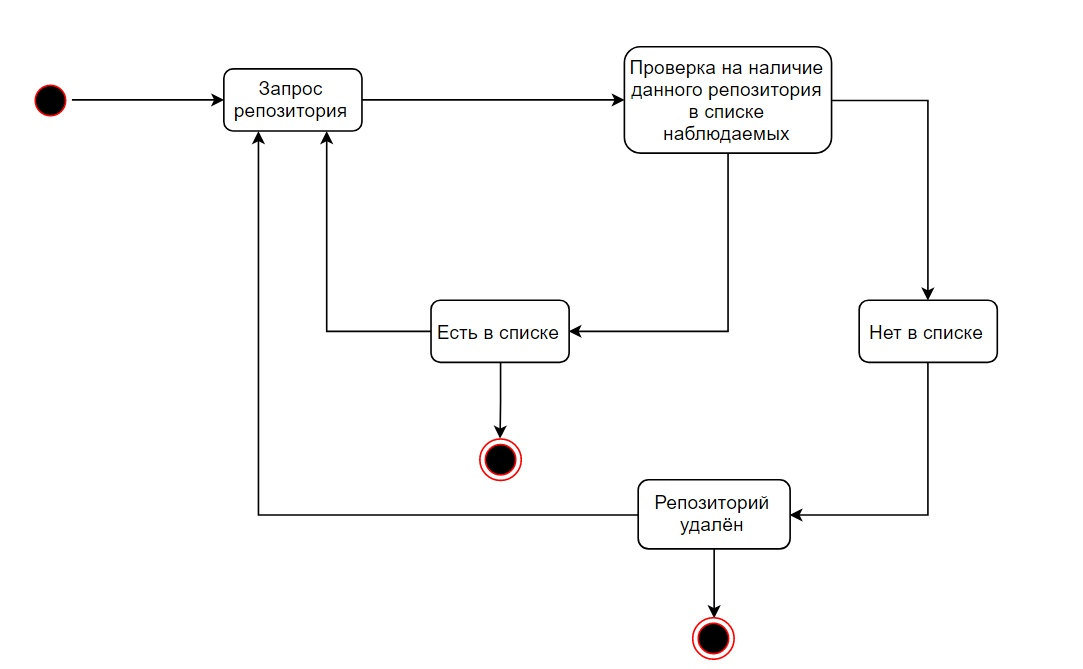 Запрос
репозитория
Проверка на наличие
данного репозитория
в списке
наблюдаемых
Есть в списке
Нет в списке
Репозиторий
удалён